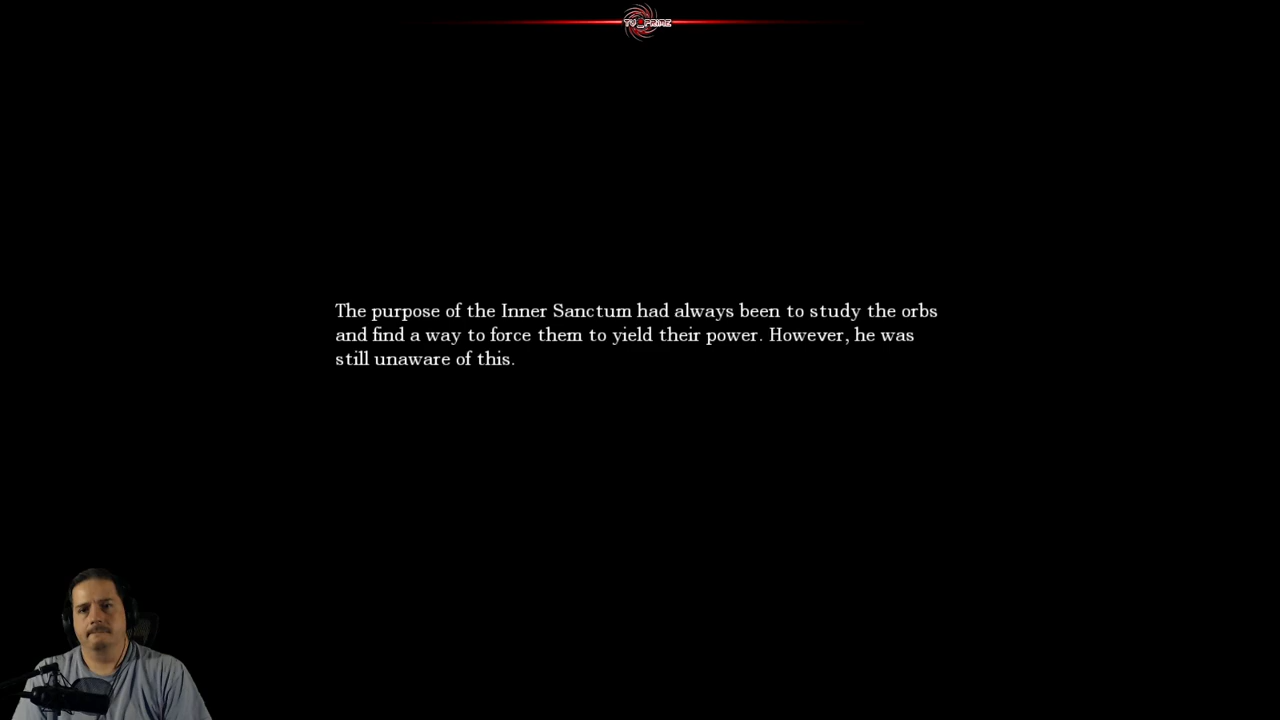 TV_PRIME
The purpose of the Inner Sanctum had always been to study the orbs
and find a way to force them to yield their power. However, he was
still unaware of this.